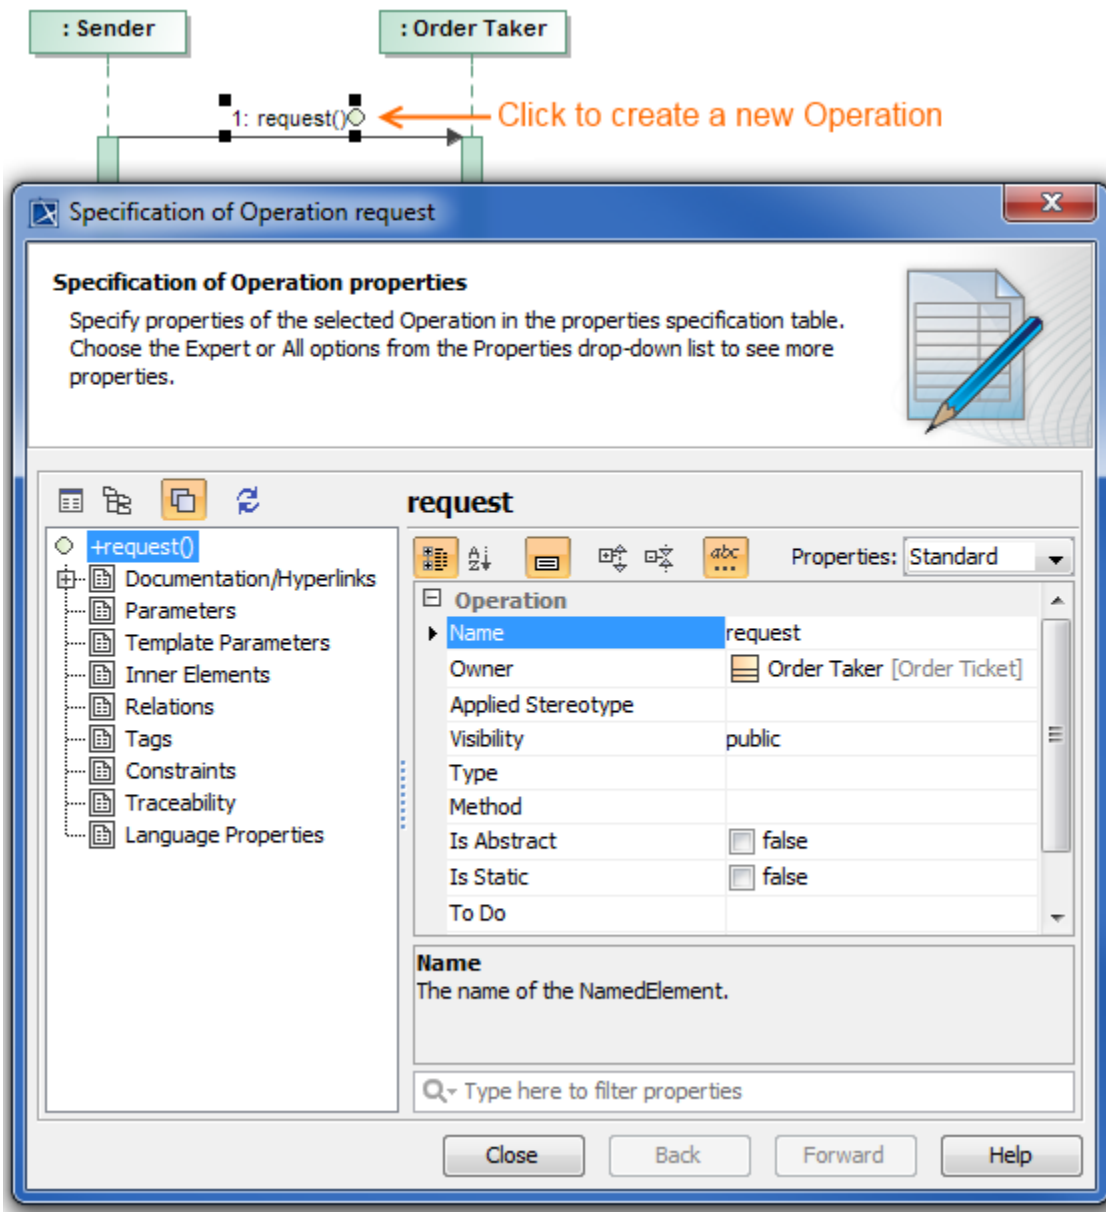 : Sender
: Order Taker
1: request()
Click to create a new Operation
Specification of Operation request
Specification of Operation properties
Specify properties of the selected Operation in the properties specification table.
Choose the Expert or All options from the Properties drop-down list to see more
properties.
request
+request()
Documentation/Hyperlinks
Parameters
Template Parameters
Inner Elements
Relations
Tags
Constraints
Traceability
Language Properties
Properties: Standard
Operation
Name request
Owner Order Taker [Order Ticket]
Applied Stereotype
Visibility public
Type
Method
Is Abstract false
Is Static false
To Do
Name
The name of the NamedElement.
Type here to filter properties
Close Back Forward Help